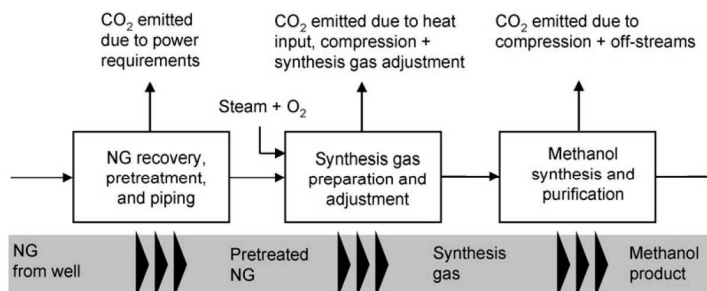 CO2 emitted
due to power
requirements
CO2 emitted due to heat
input, compression +
synthesis gas adjustment
CO2 emitted due to
compression + off-streams
Steam + O2
NG recovery,
pretreatment,
and piping
Synthesis gas
preparation and
adjustment
Methanol
synthesis and
purification
NG
from well
Pretreated
NG
Synthesis
gas
Methanol
product